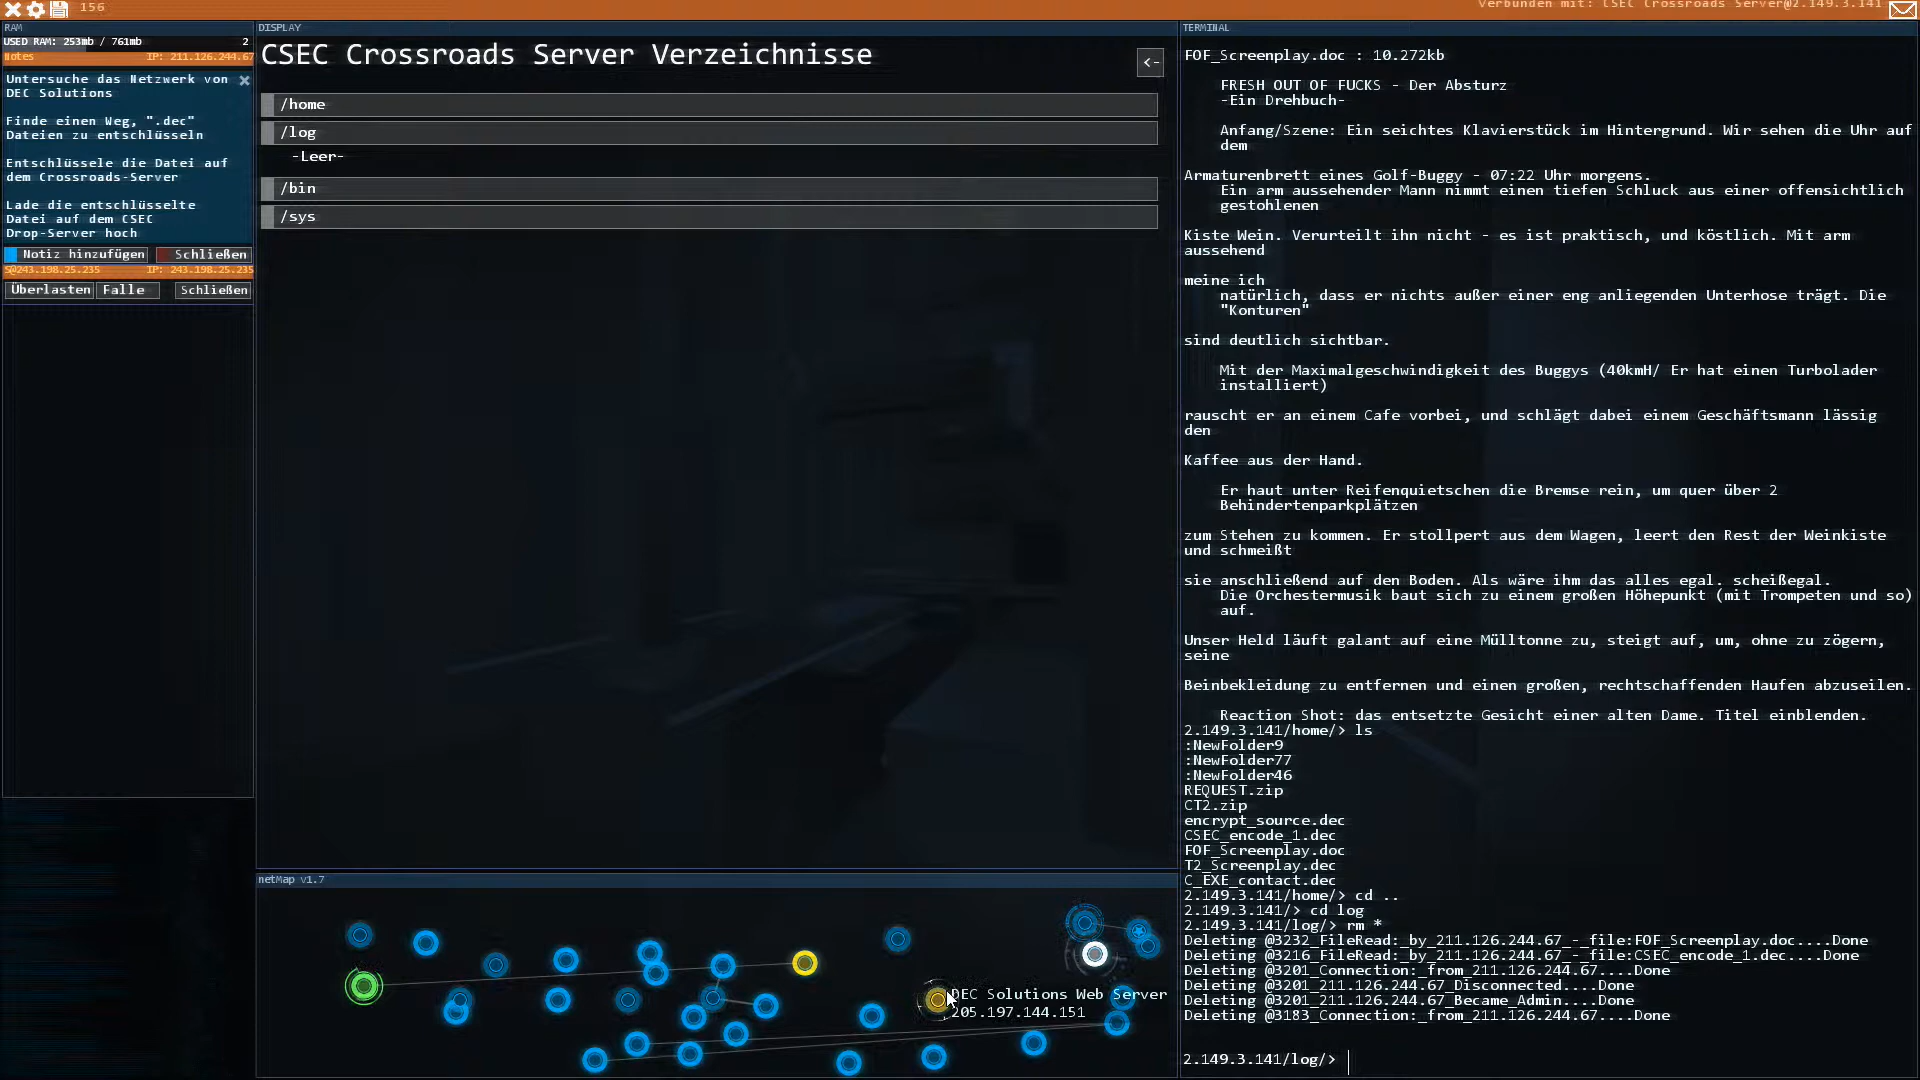 156
Verbunden mit: CSEC Crossroads Server@2.149.3.141
RAM
USED RAM: 253mb / 761mb 2
Notes IP: 211.126.244.67
Untersuche das Netzwerk von
DEC Solutions
Finde einen Weg, ".dec"
Dateien zu entschlüsseln
Entschlüssele die Datei auf
dem Crossroads-Server
Lade die entschlüsselte
Datei auf dem CSEC
Drop-Server hoch
Notiz hinzufügen Schließen
S@243.198.25.235 IP: 243.198.25.235
Überlasten Falle Schließen
DISPLAY
CSEC Crossroads Server Verzeichnisse
<-
/home
/log
-Leer-
/bin
/sys
netMap v1.7
DEC Solutions Web Server
205.197.144.151
TERMINAL
FOF_Screenplay.doc : 10.272kb
FRESH OUT OF FUCKS - Der Absturz
-Ein Drehbuch-
Anfang/Szene: Ein seichtes Klavierstück im Hintergrund. Wir sehen die Uhr auf
dem
Armaturenbrett eines Golf-Buggy - 07:22 Uhr morgens.
Ein arm aussehender Mann nimmt einen tiefen Schluck aus einer offensichtlich
gestohlenen
Kiste Wein. Verurteilt ihn nicht - es ist praktisch, und köstlich. Mit arm
aussehend
meine ich
natürlich, dass er nichts außer einer eng anliegenden Unterhose trägt. Die
"Konturen"
sind deutlich sichtbar.
Mit der Maximalgeschwindigkeit des Buggys (40kmH/ Er hat einen Turbolader
installiert)
rauscht er an einem Cafe vorbei, und schlägt dabei einem Geschäftsmann lässig
den
Kaffee aus der Hand.
Er haut unter Reifenquietschen die Bremse rein, um quer über 2
Behindertenparkplätzen
zum Stehen zu kommen. Er stollpert aus dem Wagen, leert den Rest der Weinkiste
und schmeißt
sie anschließend auf den Boden. Als wäre ihm das alles egal. scheißegal.
Die Orchestermusik baut sich zu einem großen Höhepunkt (mit Trompeten und so)
auf.
Unser Held läuft galant auf eine Mülltonne zu, steigt auf, um, ohne zu zögern,
seine
Beinbekleidung zu entfernen und einen großen, rechtschaffenden Haufen abzuseilen.
Reaction Shot: das entsetzte Gesicht einer alten Dame. Titel einblenden.
2.149.3.141/home/> ls
:NewFolder9
:NewFolder77
:NewFolder46
REQUEST.zip
CT2.zip
encrypt_source.dec
CSEC_encode_1.dec
FOF_Screenplay.doc
T2_Screenplay.dec
C_EXE_contact.dec
2.149.3.141/home/> cd ..
2.149.3.141/> cd log
2.149.3.141/log/> rm *
Deleting @3232_FileRead:_by_211.126.244.67_-_file:FOF_Screenplay.doc....Done
Deleting @3216_FileRead:_by_211.126.244.67_-_file:CSEC_encode_1.dec....Done
Deleting @3201_Connection:_from_211.126.244.67....Done
Deleting @3201_211.126.244.67_Disconnected....Done
Deleting @3201_211.126.244.67_Became_Admin....Done
Deleting @3183_Connection:_from_211.126.244.67....Done
2.149.3.141/log/>